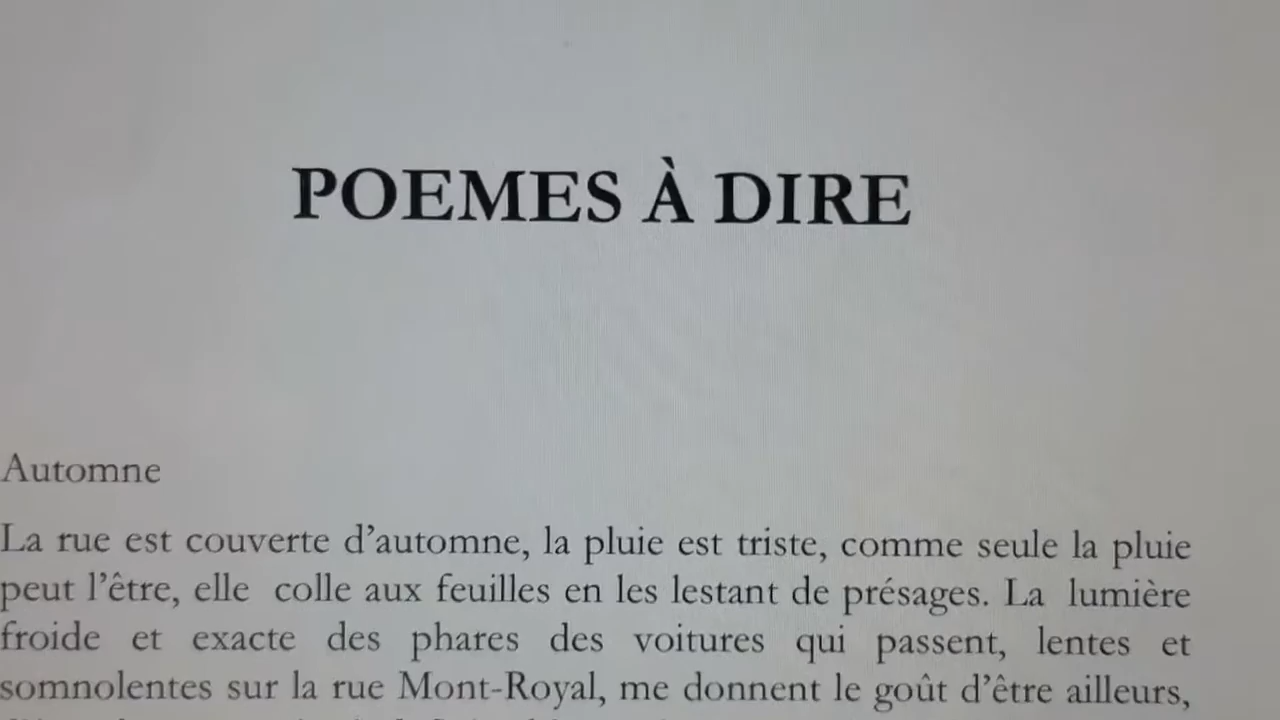 POEMES À DIRE
Automne
La rue est couverte d’automne, la pluie est triste, comme seule la pluie
peut l’être, elle colle aux feuilles en les lestant de présages. La lumière
froide et exacte des phares des voitures qui passent, lentes et
somnolentes sur la rue Mont-Royal, me donnent le goût d’être ailleurs,